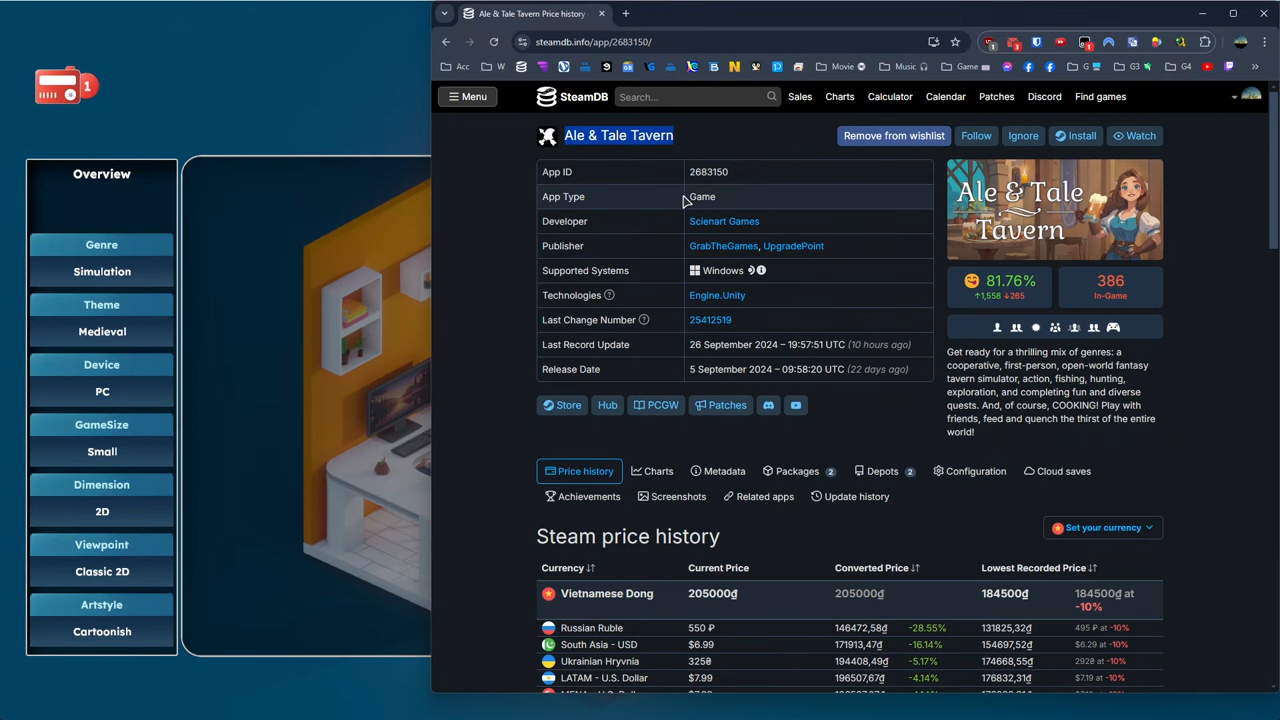 1
Overview
Genre
Simulation
Theme
Medieval
Device
PC
GameSize
Small
Dimension
2D
Viewpoint
Classic 2D
Artstyle
Cartoonish
Ale & Tale Tavern Price history
steamdb.info/app/2683150/
Acc W Movie Music Game G G3 G4
Menu SteamDB Search... Sales Charts Calculator Calendar Patches Discord Find games
Ale & Tale Tavern Remove from wishlist Follow Ignore Install Watch
App ID 2683150
App Type Game
Developer Scienart Games
Publisher GrabTheGames, UpgradePoint
Supported Systems Windows
Technologies Engine.Unity
Last Change Number 25412519
Last Record Update 26 September 2024 – 19:57:51 UTC (10 hours ago)
Release Date 5 September 2024 – 09:58:20 UTC (22 days ago)
Ale & Tale
Tavern
81.76%
↑1,558 ↓265
386
In-Game
Get ready for a thrilling mix of genres: a
cooperative, first-person, open-world fantasy
tavern simulator, action, fishing, hunting,
exploration, and completing fun and diverse
quests. And, of course, COOKING! Play with
friends, feed and quench the thirst of the entire
world!
Store Hub PCGW Patches
Price history Charts Metadata Packages 2 Depots 2 Configuration Cloud saves
Achievements Screenshots Related apps Update history
Steam price history Set your currency
Currency Current Price Converted Price Lowest Recorded Price
Vietnamese Dong 205000₫ 205000₫ 184500₫ 184500₫ at -10%
Russian Ruble 550 ₽ 146472,58₫ -28.55% 131825,32₫ 495 ₽ at -10%
South Asia - USD $6.99 171913,47₫ -16.14% 154697,52₫ $6.29 at -10%
Ukrainian Hryvnia 325₴ 194408,49₫ -5.17% 174668,55₫ 292₴ at -10%
LATAM - U.S. Dollar $7.99 196507,67₫ -4.14% 176832,31₫ $7.19 at -10%